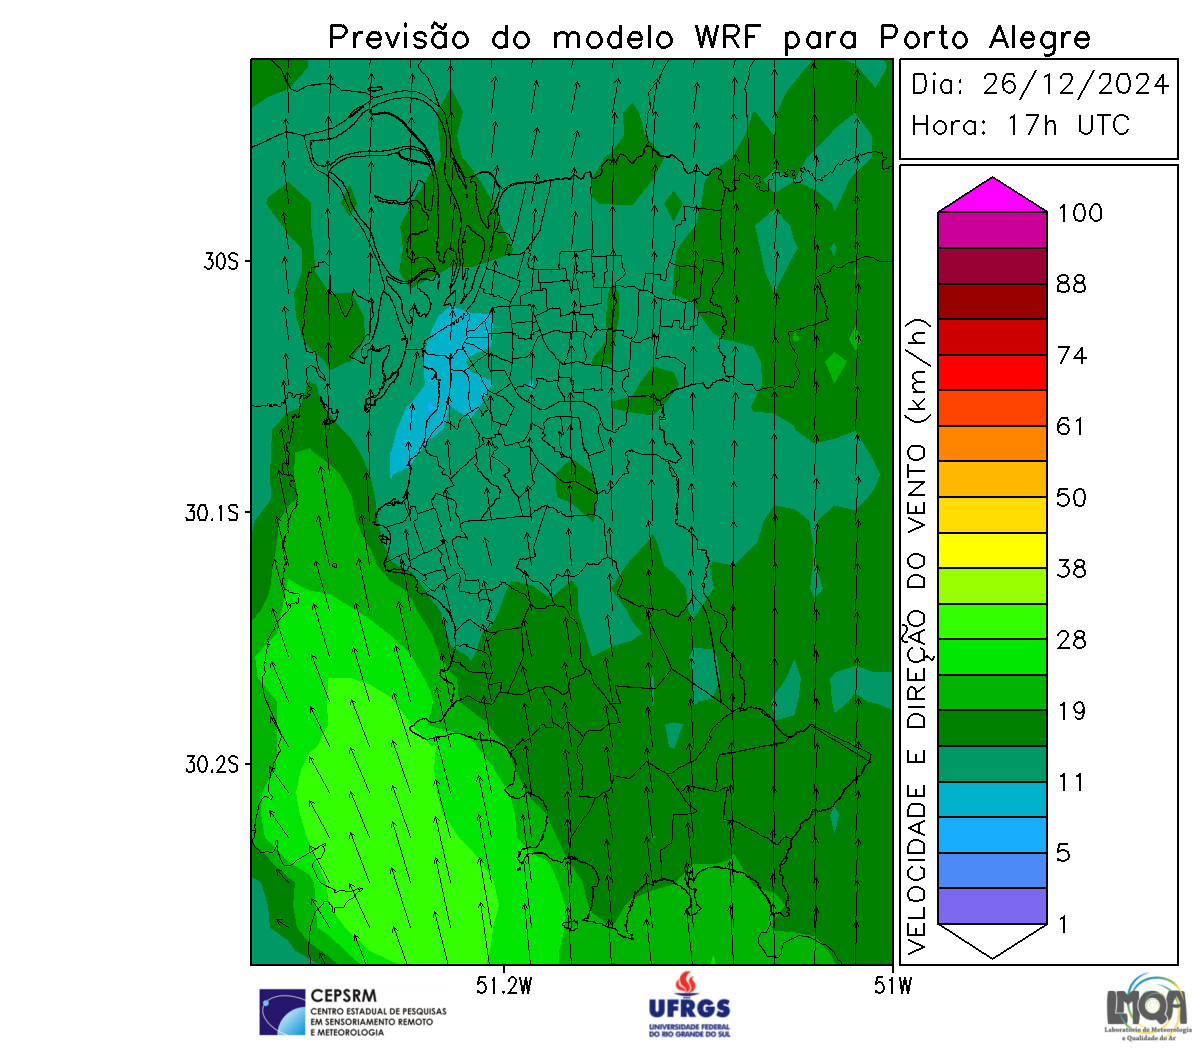 Previsão do modelo WRF para Porto Alegre
Dia: 26/12/2024
Hora: 17h UTC
30S
30.1S
30.2S
51.2W
51W
VELOCIDADE E DIREÇÃO DO VENTO (km/h)
100
88
74
61
50
38
28
19
11
5
1
CEPSRM
CENTRO ESTADUAL DE PESQUISAS
EM SENSORIAMENTO REMOTO
E METEOROLOGIA
UFRGS
UNIVERSIDADE FEDERAL
DO RIO GRANDE DO SUL
LMQA
Laboratório de Meteorologia
e Qualidade do Ar